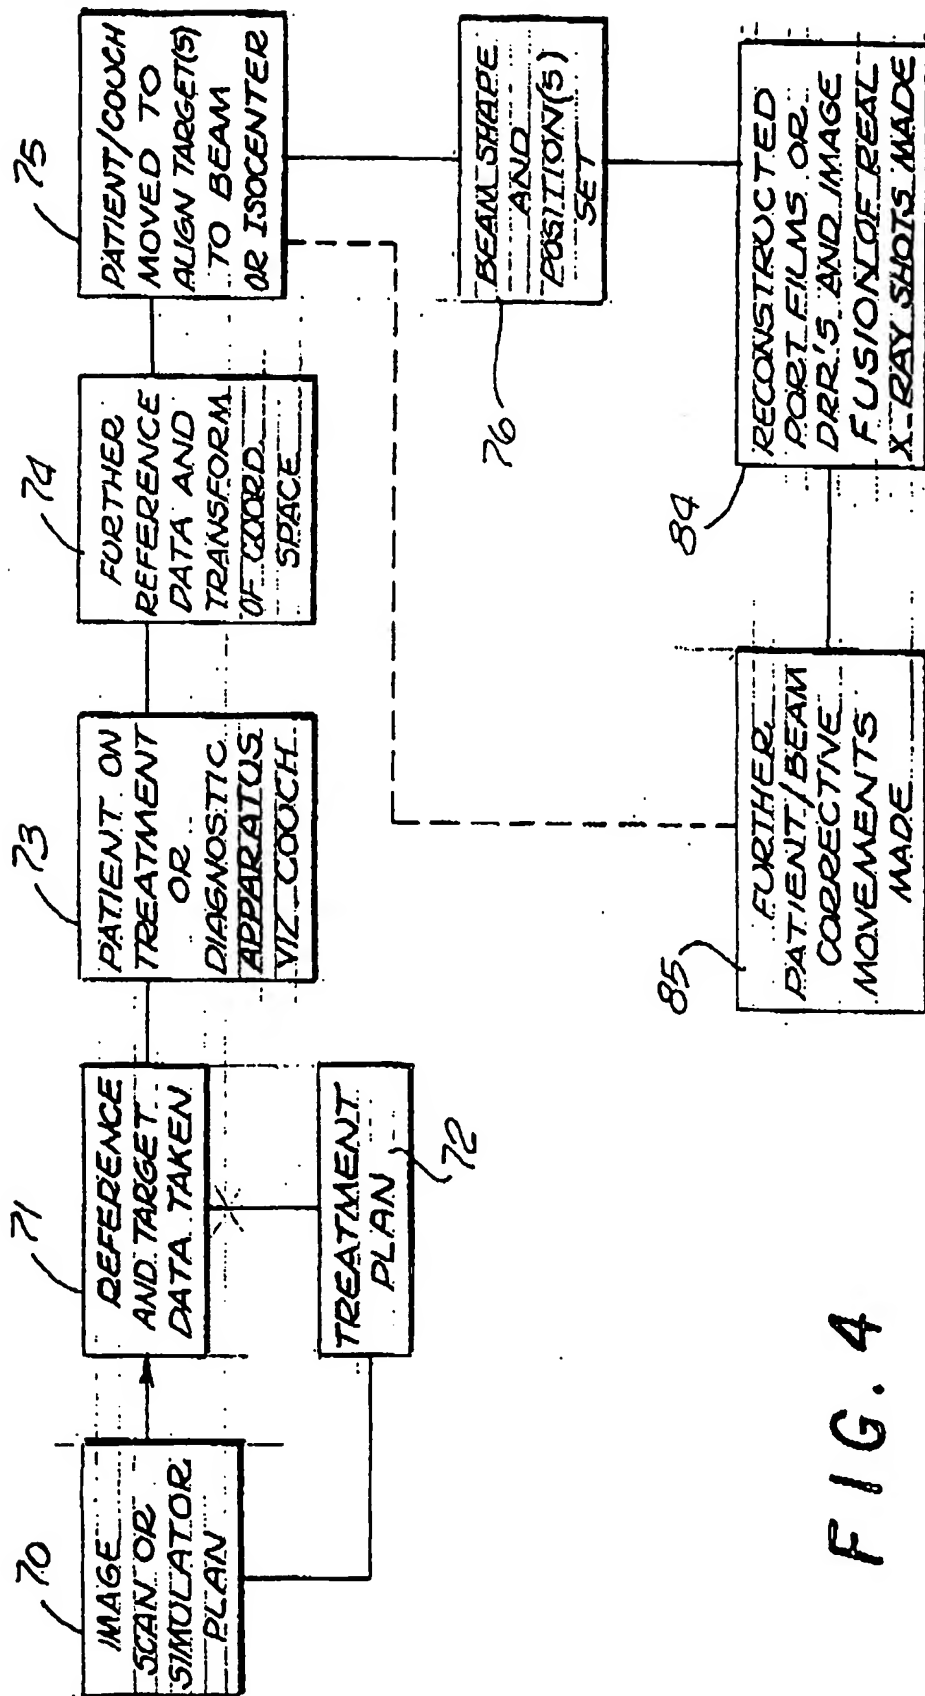 70
IMAGE
SCAN OR
SIMULATOR
PLAN
71
REFERENCE
AND TARGET
DATA TAKEN
TREATMENT
PLAN
72
73
PATIENT ON
TREATMENT
OR
DIAGNOSTIC
APPARATUS
VIZ COUCH
74
FURTHER
REFERENCE
DATA AND
TRANSFORM
OF COORD.
SPACE
75
PATIENT/COUCH
MOVED TO
ALIGN TARGET(S)
TO BEAM
OR ISOCENTER
BEAM SHAPE
AND
POSITION(S)
SET
76
84
RECONSTRUCTED
PORT FILMS OR
DRR'S AND IMAGE
FUSION OF REAL
X-RAY SHOTS MADE
85
FURTHER
PATIENT/BEAM
CORRECTIVE
MOVEMENTS
MADE
FIG. 4